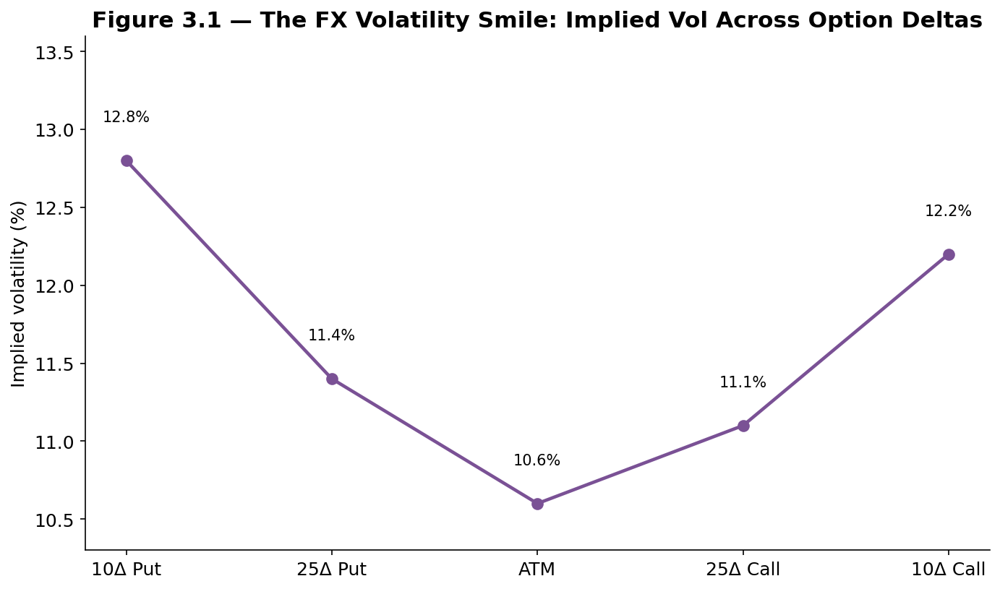 Figure 3.1 — The FX Volatility Smile: Implied Vol Across Option Deltas
Implied volatility (%)
13.5
13.0
12.5
12.0
11.5
11.0
10.5
12.8%
11.4%
10.6%
11.1%
12.2%
10Δ Put
25Δ Put
ATM
25Δ Call
10Δ Call